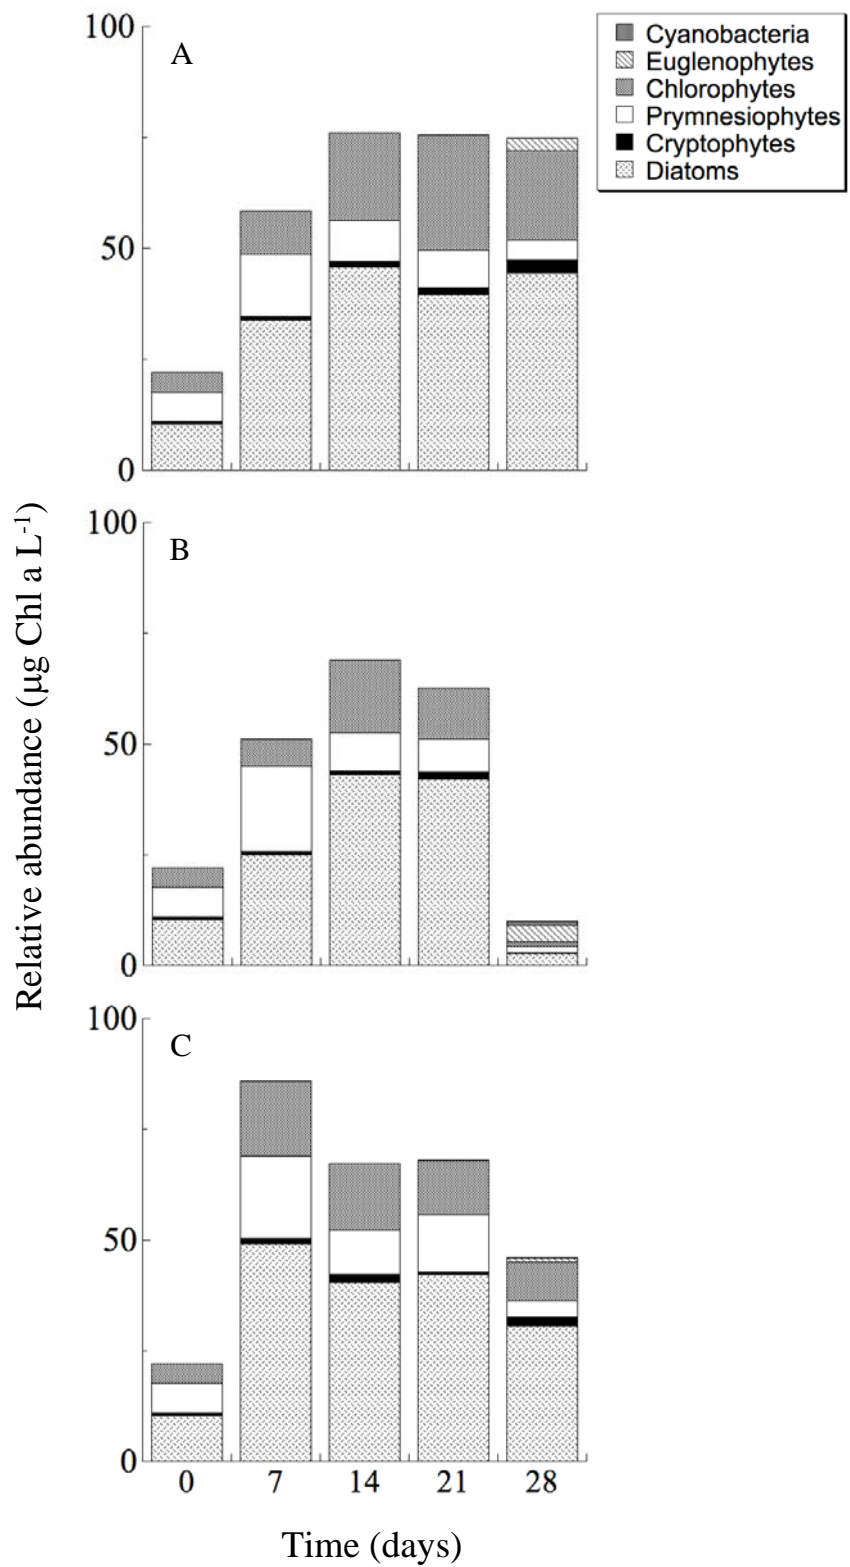 100
A
50
0
Cyanobacteria
Euglenophytes
Chlorophytes
Prymnesiophytes
Cryptophytes
Diatoms
Relative abundance (µg Chl a L-1)
100
B
50
0
100
C
50
0
0 7 14 21 28
Time (days)